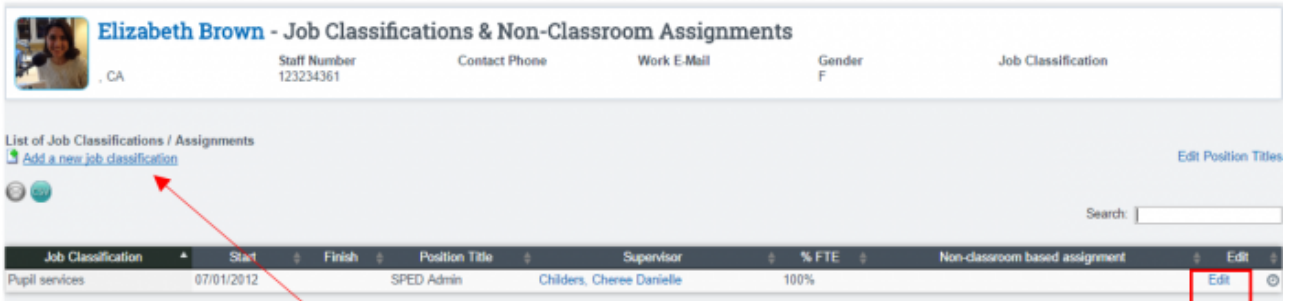 Elizabeth Brown - Job Classifications & Non-Classroom Assignments
Staff Number Contact Phone Work E-Mail Gender Job Classification
, CA 123234361 F
List of Job Classifications / Assignments
Add a new job classification
Edit Position Titles
CSV
Search:
Job Classification Start Finish Position Title Supervisor % FTE Non-classroom based assignment Edit
Pupil services 07/01/2012 SPED Admin Childers, Cheree Danielle 100% Edit